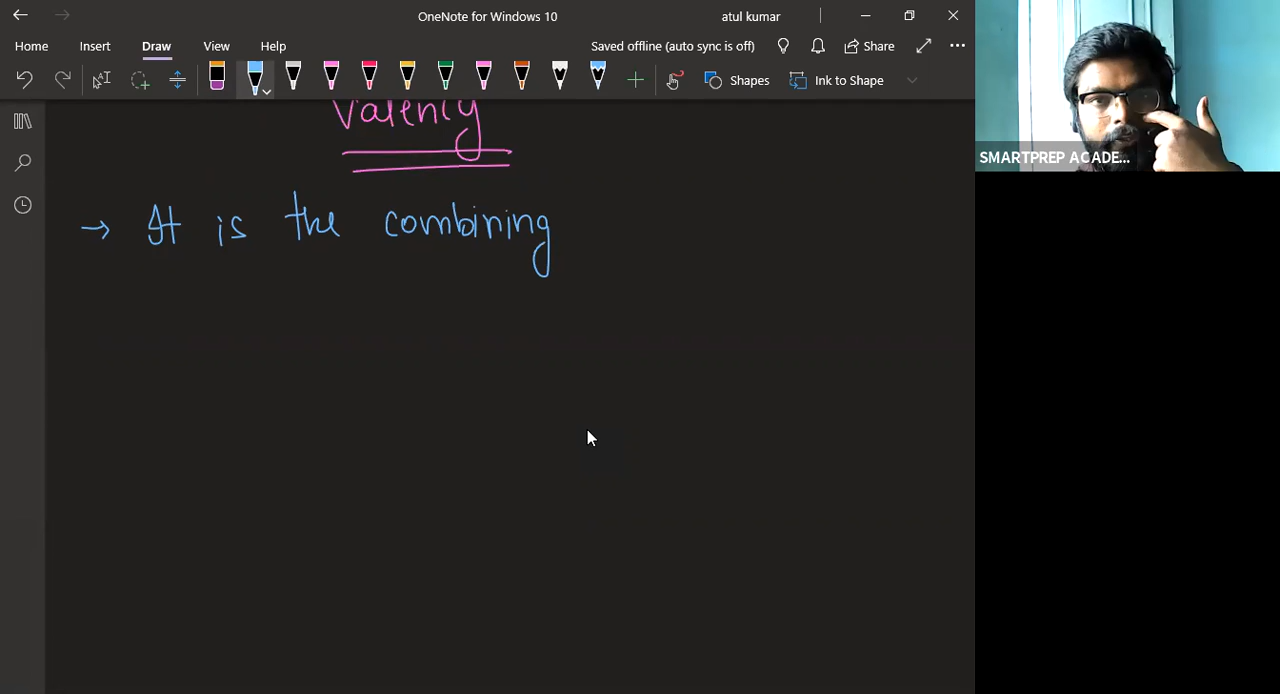 OneNote for Windows 10
atul kumar
Home
Insert
Draw
View
Help
Saved offline (auto sync is off)
Share
Shapes
Ink to Shape
SMARTPREP ACADE...
Valency
→ It is the combining